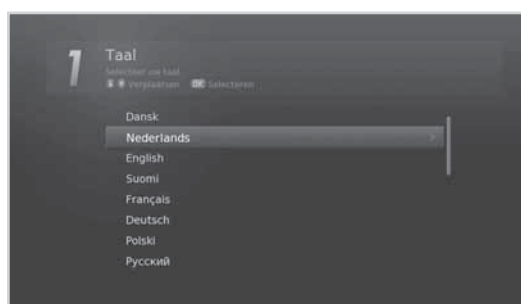 1
Taal
Selecteer uw taal
Verplaatsen OK Selecteren
Dansk
Nederlands
English
Suomi
Français
Deutsch
Polski
Русский